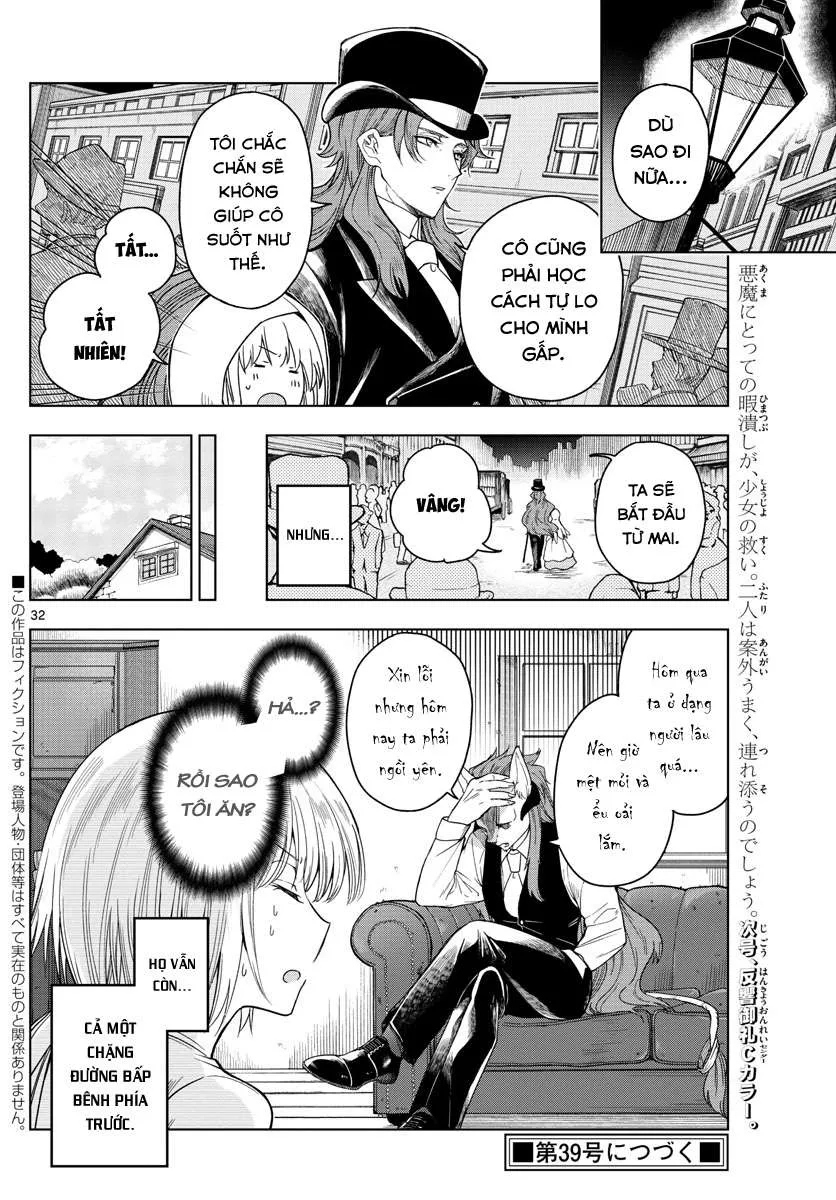 DÙ
SAO ĐI
NỮA...
TÔI CHẮC
CHẮN SẼ
KHÔNG
GIÚP CÔ
SUỐT NHƯ
THẾ.
CÔ CŨNG
PHẢI HỌC
CÁCH TỰ LO
CHO MÌNH
GẤP.
TẤT...
TẤT
NHIÊN!
TA SẼ
BẮT ĐẦU
TỪ MAI.
VÂNG!
NHƯNG...
32
Hôm qua
ta ở dạng
người lâu
quá...
Nên giờ
mệt mỏi và
ểu oải
lắm.
Xin lỗi
nhưng hôm
nay ta phải
ngồi yên.
HẢ...?
RỒI SAO
TÔI ĂN?
HỌ VẪN
CÒN...
CẢ MỘT
CHẶNG
ĐƯỜNG BẤP
BÊNH PHÍA
TRƯỚC.
悪魔にとっての暇潰しが、少女の救い。二人は案外うまく、連れ添うのでしょう。次号、反響御礼Cカラー。
■この作品はフィクションです。登場人物・団体等はすべて実在のものと関係ありません。
■第39号につづく■